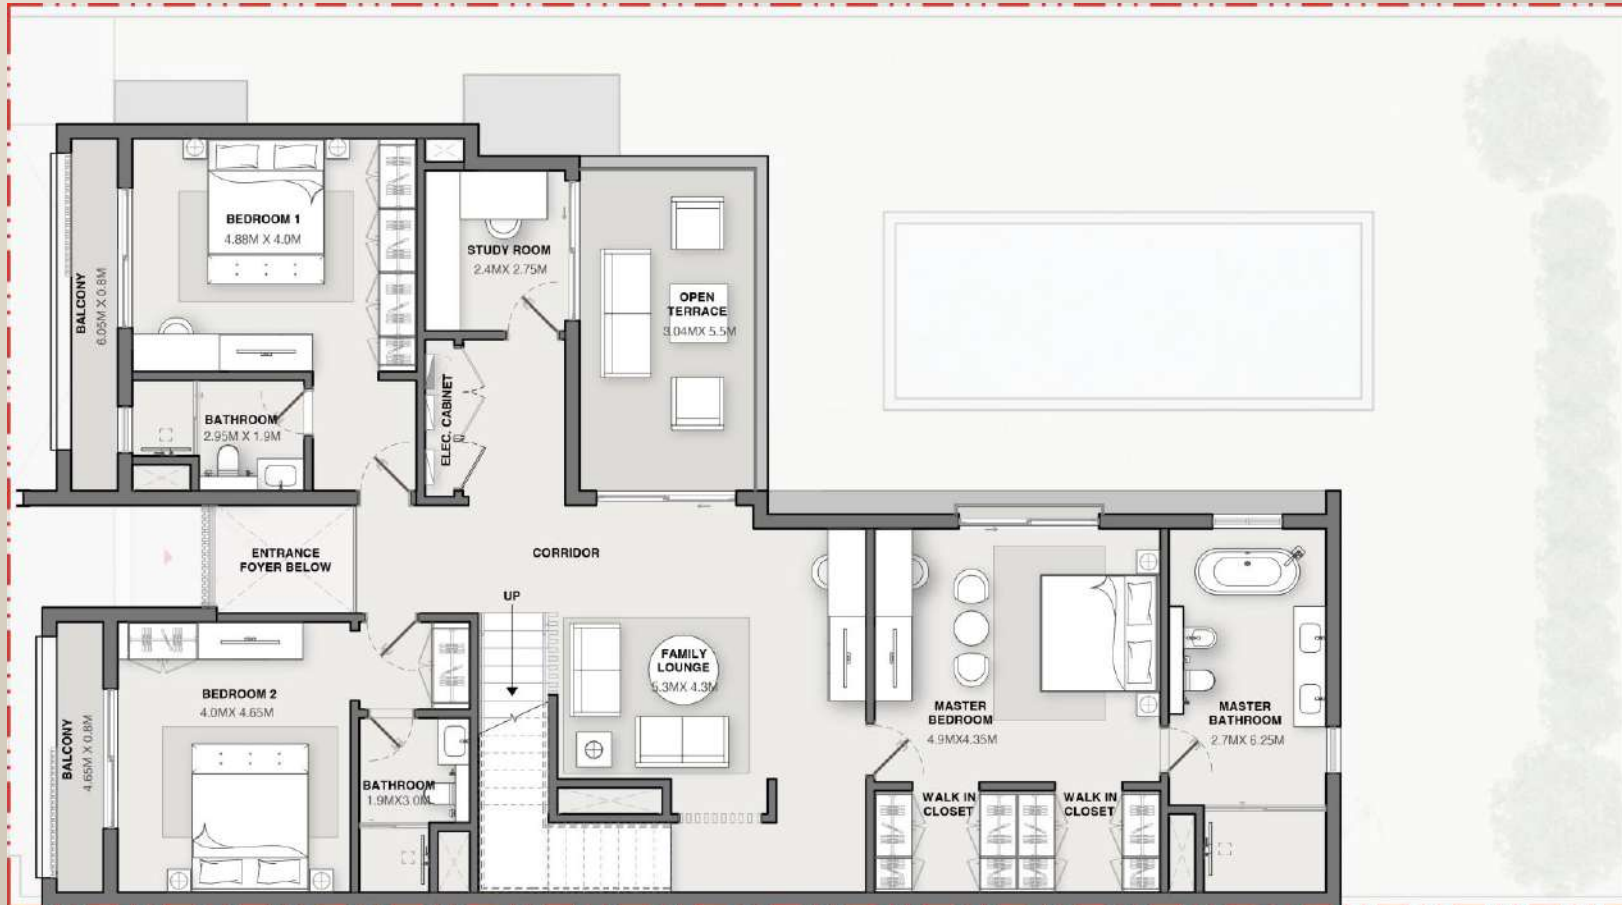 BEDROOM 1
4.88M X 4.0M
BALCONY
6.05M X 0.8M
STUDY ROOM
2.4MX 2.75M
OPEN
TERRACE
3.04MX 5.5M
BATHROOM
2.95M X 1.9M
ELEC. CABINET
ENTRANCE
FOYER BELOW
CORRIDOR
UP
FAMILY
LOUNGE
5.3MX 4.3M
BEDROOM 2
4.0MX 4.65M
BALCONY
4.65M X 0.8M
BATHROOM
1.9MX3.0M
MASTER
BEDROOM
4.9MX4.35M
MASTER
BATHROOM
2.7MX 6.25M
WALK IN
CLOSET
WALK IN
CLOSET